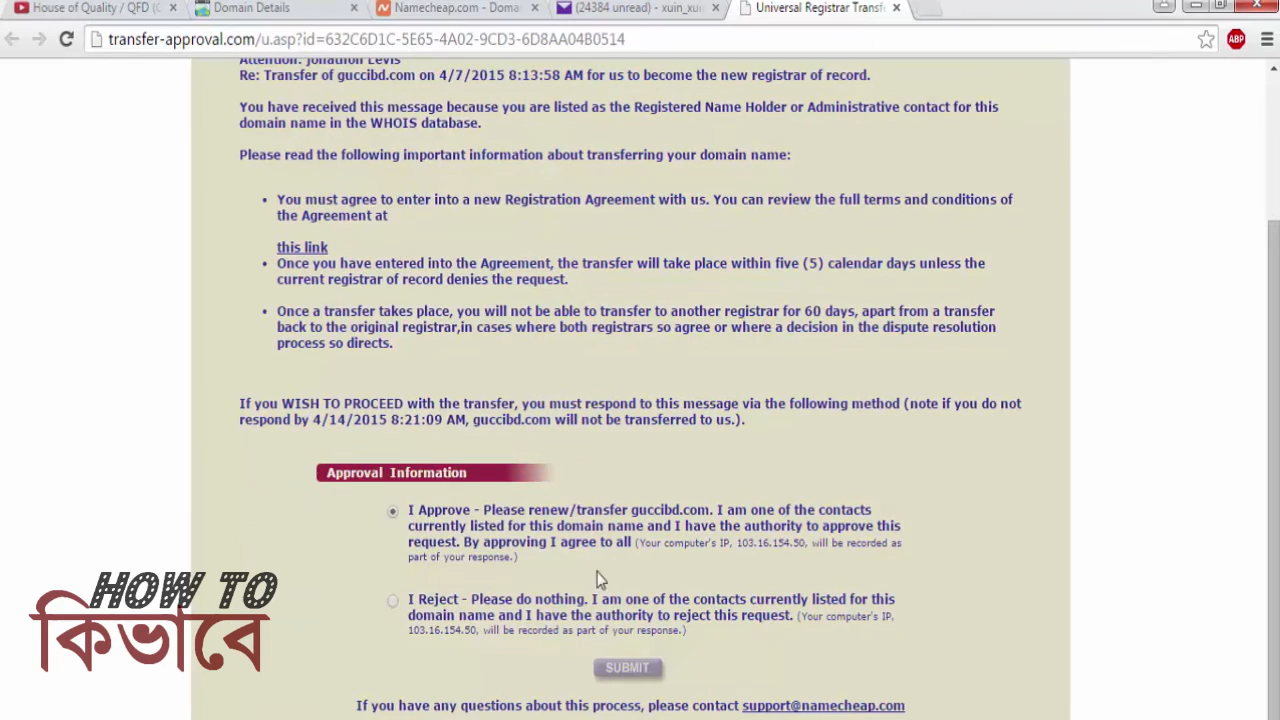 House of Quality / QFD (
Domain Details
Namecheap.com - Doma
(24384 unread) - xuin_xui
Universal Registrar Transf
transfer-approval.com/u.asp?id=632C6D1C-5E65-4A02-9CD3-6D8AA04B0514
ABP
Attention: Jonathon Levis
Re: Transfer of guccibd.com on 4/7/2015 8:13:58 AM for us to become the new registrar of record.
You have received this message because you are listed as the Registered Name Holder or Administrative contact for this
domain name in the WHOIS database.
Please read the following important information about transferring your domain name:
• You must agree to enter into a new Registration Agreement with us. You can review the full terms and conditions of
the Agreement at
this link
• Once you have entered into the Agreement, the transfer will take place within five (5) calendar days unless the
current registrar of record denies the request.
• Once a transfer takes place, you will not be able to transfer to another registrar for 60 days, apart from a transfer
back to the original registrar,in cases where both registrars so agree or where a decision in the dispute resolution
process so directs.
If you WISH TO PROCEED with the transfer, you must respond to this message via the following method (note if you do not
respond by 4/14/2015 8:21:09 AM, guccibd.com will not be transferred to us.).
Approval Information
I Approve - Please renew/transfer guccibd.com. I am one of the contacts
currently listed for this domain name and I have the authority to approve this
request. By approving I agree to all (Your computer's IP, 103.16.154.50, will be recorded as
part of your response.)
I Reject - Please do nothing. I am one of the contacts currently listed for this
domain name and I have the authority to reject this request. (Your computer's IP,
103.16.154.50, will be recorded as part of your response.)
SUBMIT
If you have any questions about this process, please contact support@namecheap.com
HOW TO
কিভাবে